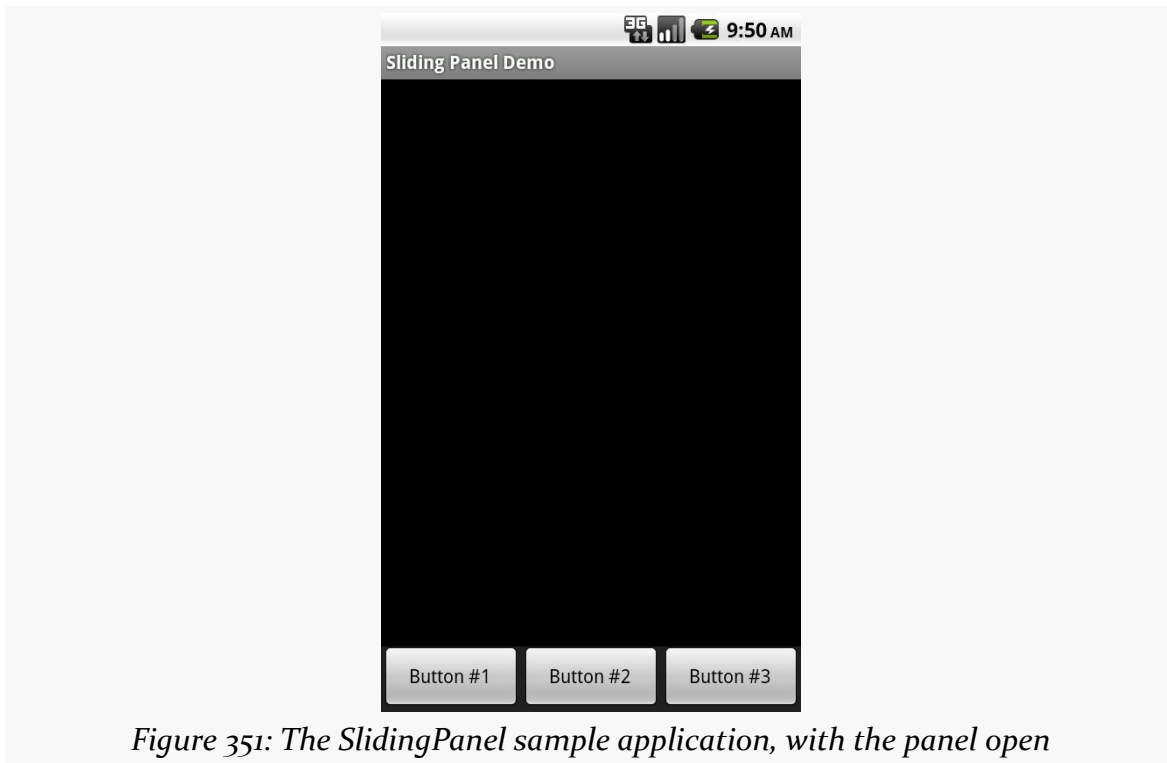 3G
9:50 AM
Sliding Panel Demo
Button #1
Button #2
Button #3
Figure 351: The SlidingPanel sample application, with the panel open